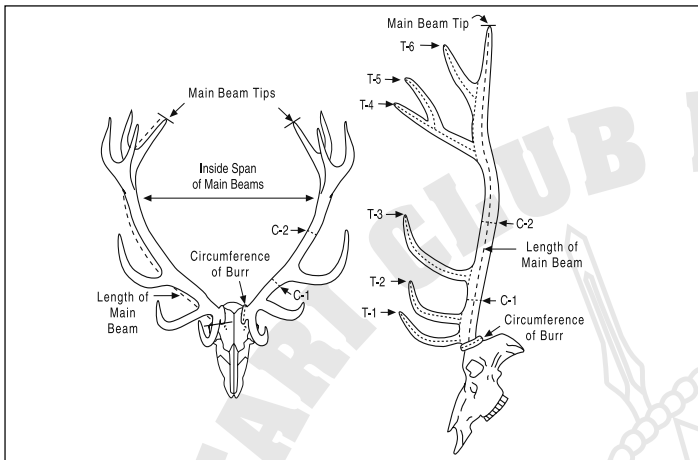 Main Beam Tips
Inside Span
of Main Beams
C-2
Circumference
of Burr
C-1
Length of
Main
Beam
Main Beam Tip
T-6
T-5
T-4
T-3
C-2
Length of
Main Beam
T-2
C-1
T-1
Circumference
of Burr